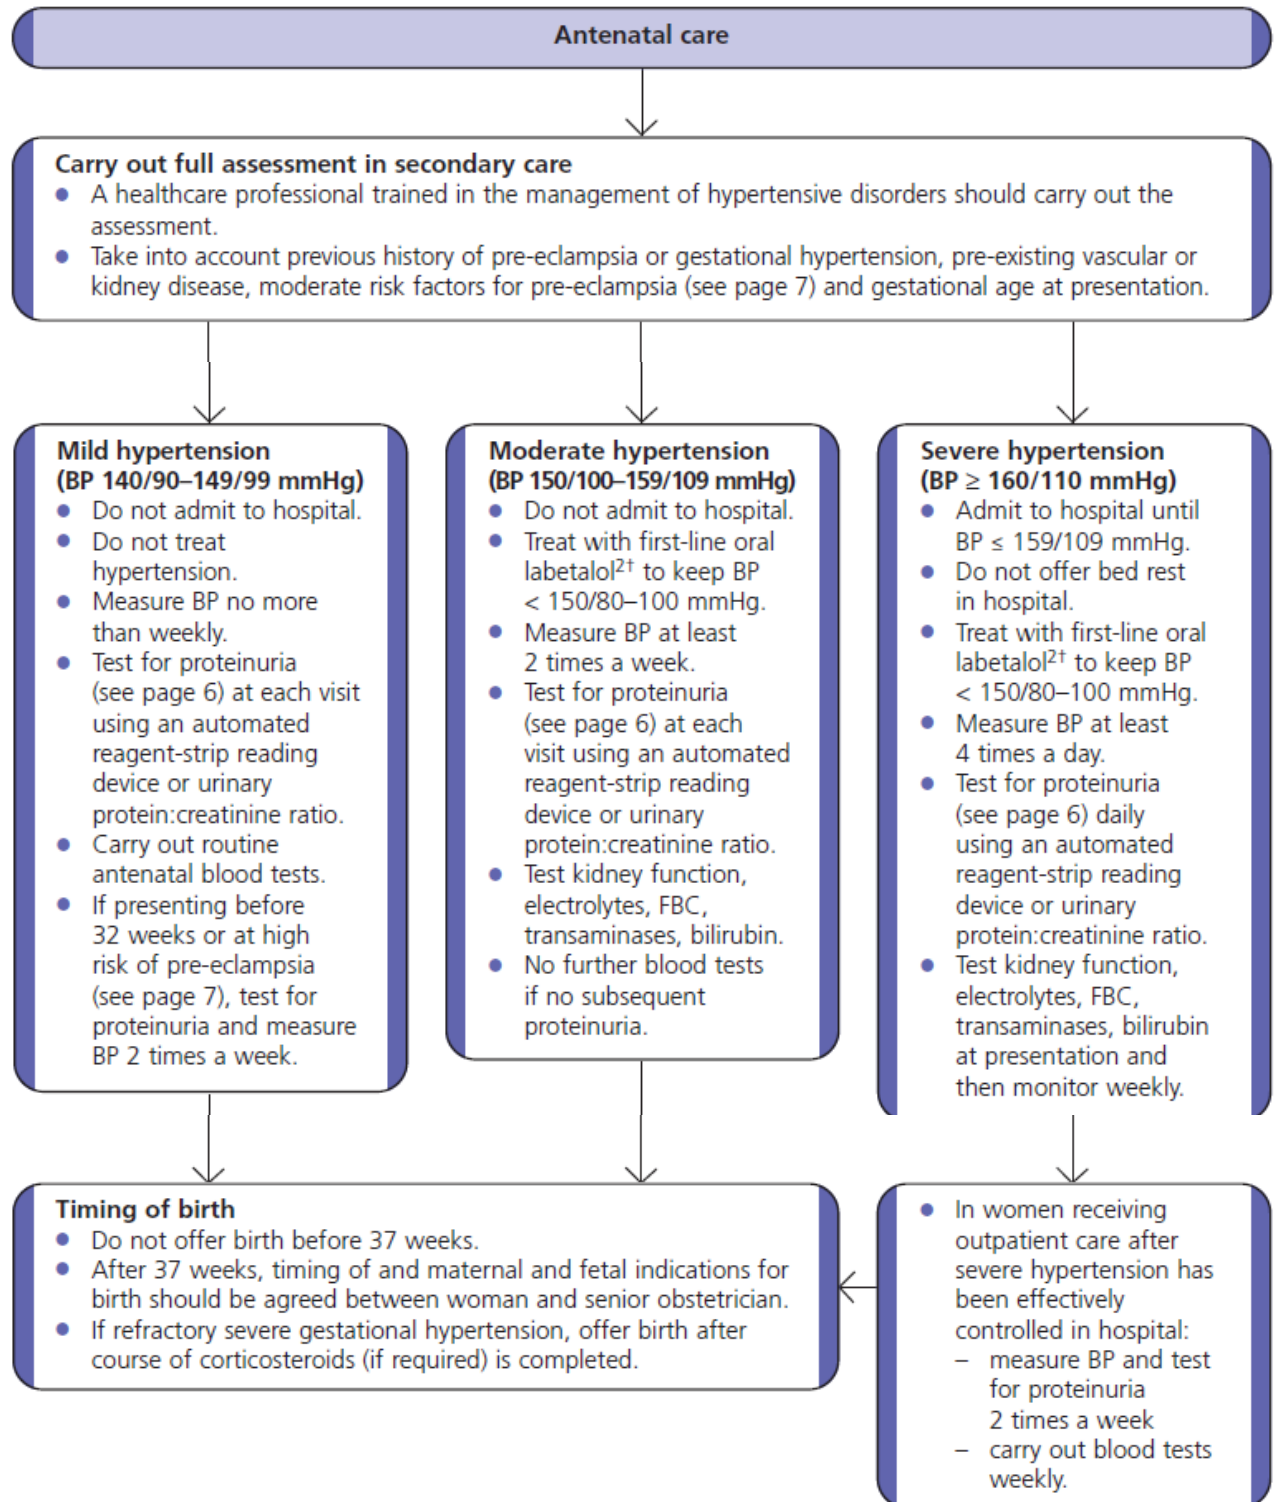 Antenatal care
Carry out full assessment in secondary care
● A healthcare professional trained in the management of hypertensive disorders should carry out the
assessment.
● Take into account previous history of pre-eclampsia or gestational hypertension, pre-existing vascular or
kidney disease, moderate risk factors for pre-eclampsia (see page 7) and gestational age at presentation.
Mild hypertension
(BP 140/90–149/99 mmHg)
● Do not admit to hospital.
● Do not treat
hypertension.
● Measure BP no more
than weekly.
● Test for proteinuria
(see page 6) at each visit
using an automated
reagent-strip reading
device or urinary
protein:creatinine ratio.
● Carry out routine
antenatal blood tests.
● If presenting before
32 weeks or at high
risk of pre-eclampsia
(see page 7), test for
proteinuria and measure
BP 2 times a week.
Moderate hypertension
(BP 150/100–159/109 mmHg)
● Do not admit to hospital.
● Treat with first-line oral
labetalol²† to keep BP
< 150/80–100 mmHg.
● Measure BP at least
2 times a week.
● Test for proteinuria
(see page 6) at each
visit using an automated
reagent-strip reading
device or urinary
protein:creatinine ratio.
● Test kidney function,
electrolytes, FBC,
transaminases, bilirubin.
● No further blood tests
if no subsequent
proteinuria.
Severe hypertension
(BP ≥ 160/110 mmHg)
● Admit to hospital until
BP ≤ 159/109 mmHg.
● Do not offer bed rest
in hospital.
● Treat with first-line oral
labetalol²† to keep BP
< 150/80–100 mmHg.
● Measure BP at least
4 times a day.
● Test for proteinuria
(see page 6) daily
using an automated
reagent-strip reading
device or urinary
protein:creatinine ratio.
● Test kidney function,
electrolytes, FBC,
transaminases, bilirubin
at presentation and
then monitor weekly.
Timing of birth
● Do not offer birth before 37 weeks.
● After 37 weeks, timing of and maternal and fetal indications for
birth should be agreed between woman and senior obstetrician.
● If refractory severe gestational hypertension, offer birth after
course of corticosteroids (if required) is completed.
● In women receiving
outpatient care after
severe hypertension has
been effectively
controlled in hospital:
– measure BP and test
for proteinuria
2 times a week
– carry out blood tests
weekly.